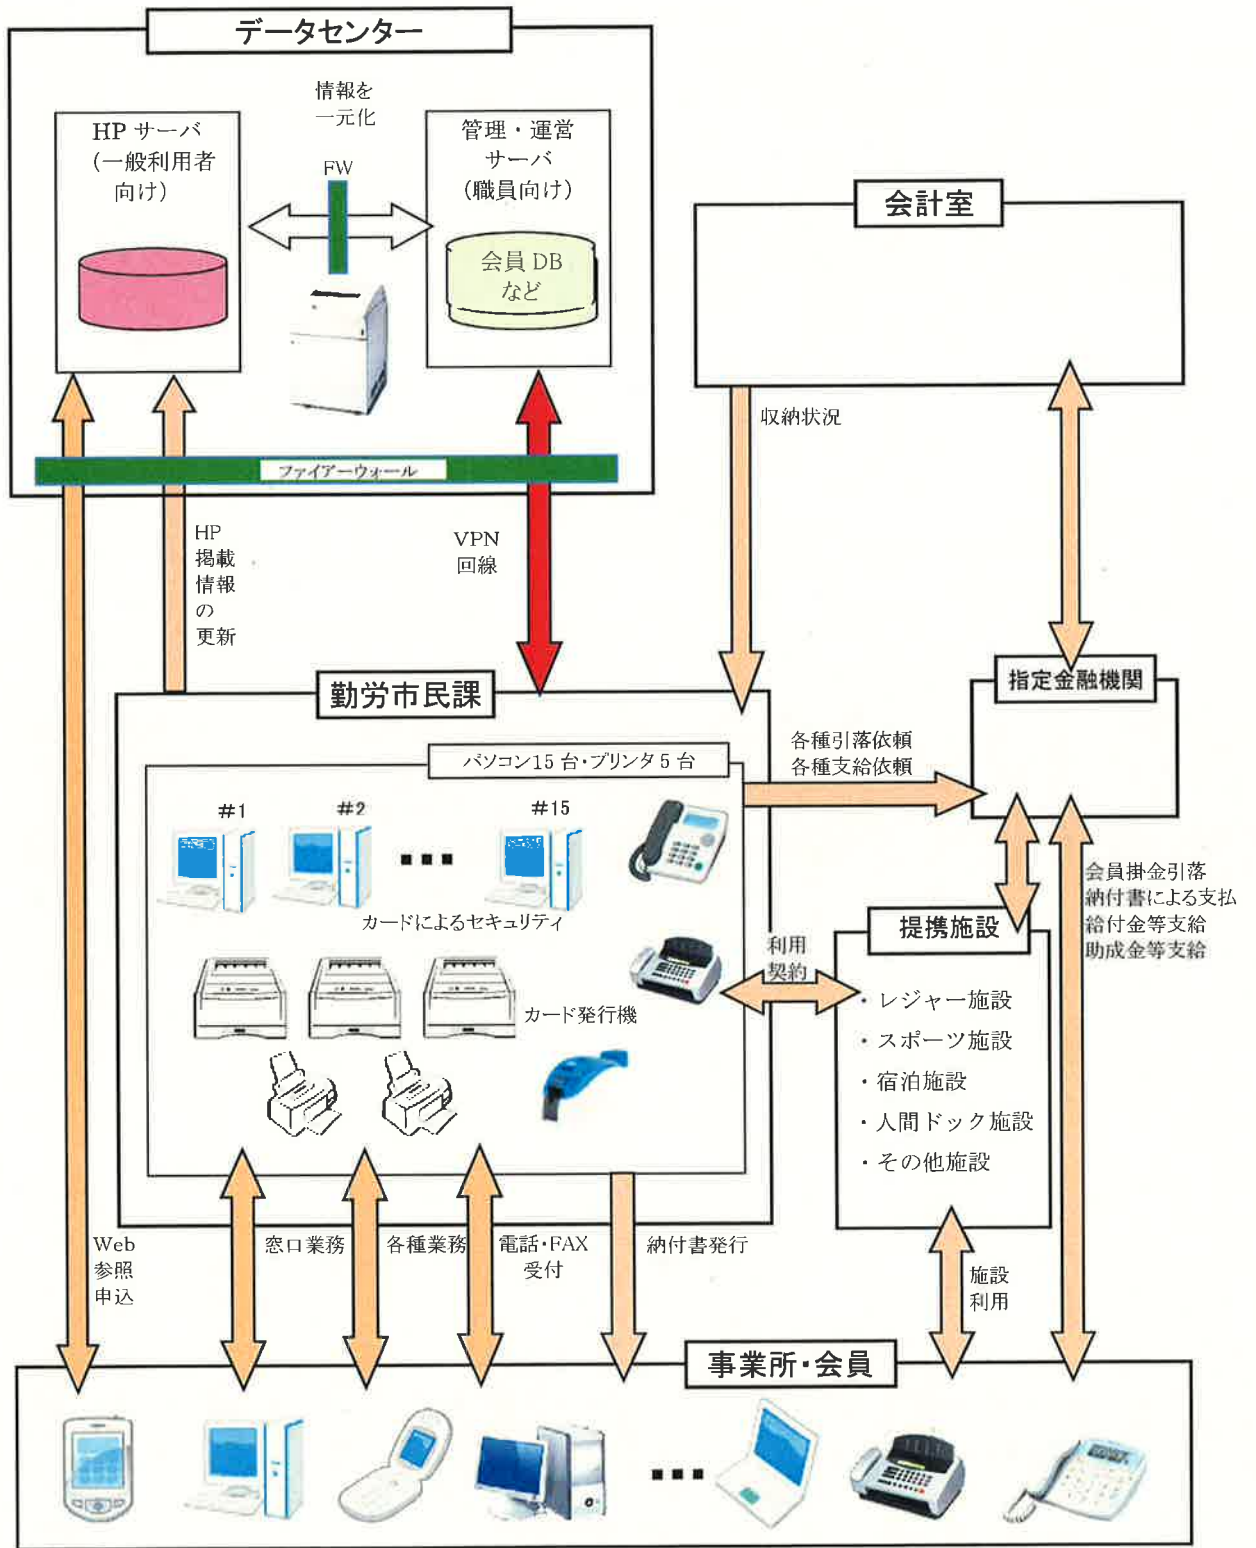 データセンター
情報を
一元化
HP サーバ
(一般利用者
向け)
FW
管理・運営
サーバ
(職員向け)
会員 DB
など
ファイアーウォール
会計室
収納状況
HP
掲載
情報
の
更新
VPN
回線
勤労市民課
指定金融機関
パソコン15 台・プリンタ 5 台
各種引落依頼
各種支給依頼
#1
#2
#15
カードによるセキュリティ
カード発行機
利用
契約
提携施設
・レジャー施設
・スポーツ施設
・宿泊施設
・人間ドック施設
・その他施設
会員掛金引落
納付書による支払
給付金等支給
助成金等支給
Web
参照
申込
窓口業務
各種業務
電話・FAX
受付
納付書発行
施設
利用
事業所・会員